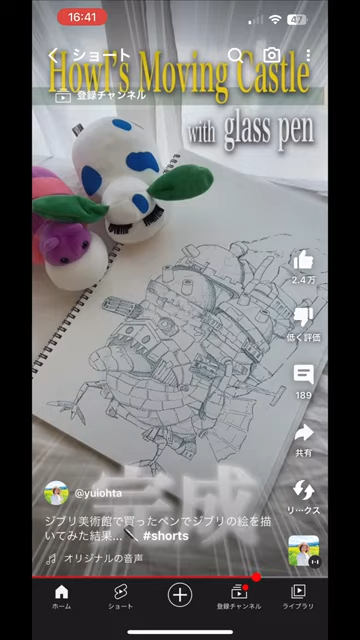 16:41
47
ショート
Howl's Moving Castle
登録チャンネル
with glass pen
2.4万
低く評価
189
共有
リ…クス
完成
@yuiohta
ジブリ美術館で買ったペンでジブリの絵を描
いてみた結果... #shorts
オリジナルの音声
ホーム
ショート
登録チャンネル
ライブラリ